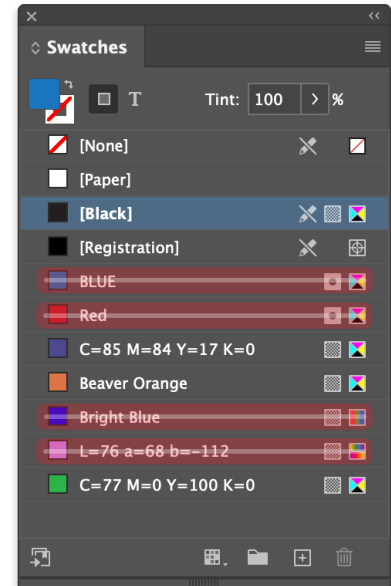 Swatches
T Tint: 100 %
[None]
[Paper]
[Black]
[Registration]
BLUE
Red
C=85 M=84 Y=17 K=0
Beaver Orange
Bright Blue
L=76 a=68 b=-112
C=77 M=0 Y=100 K=0